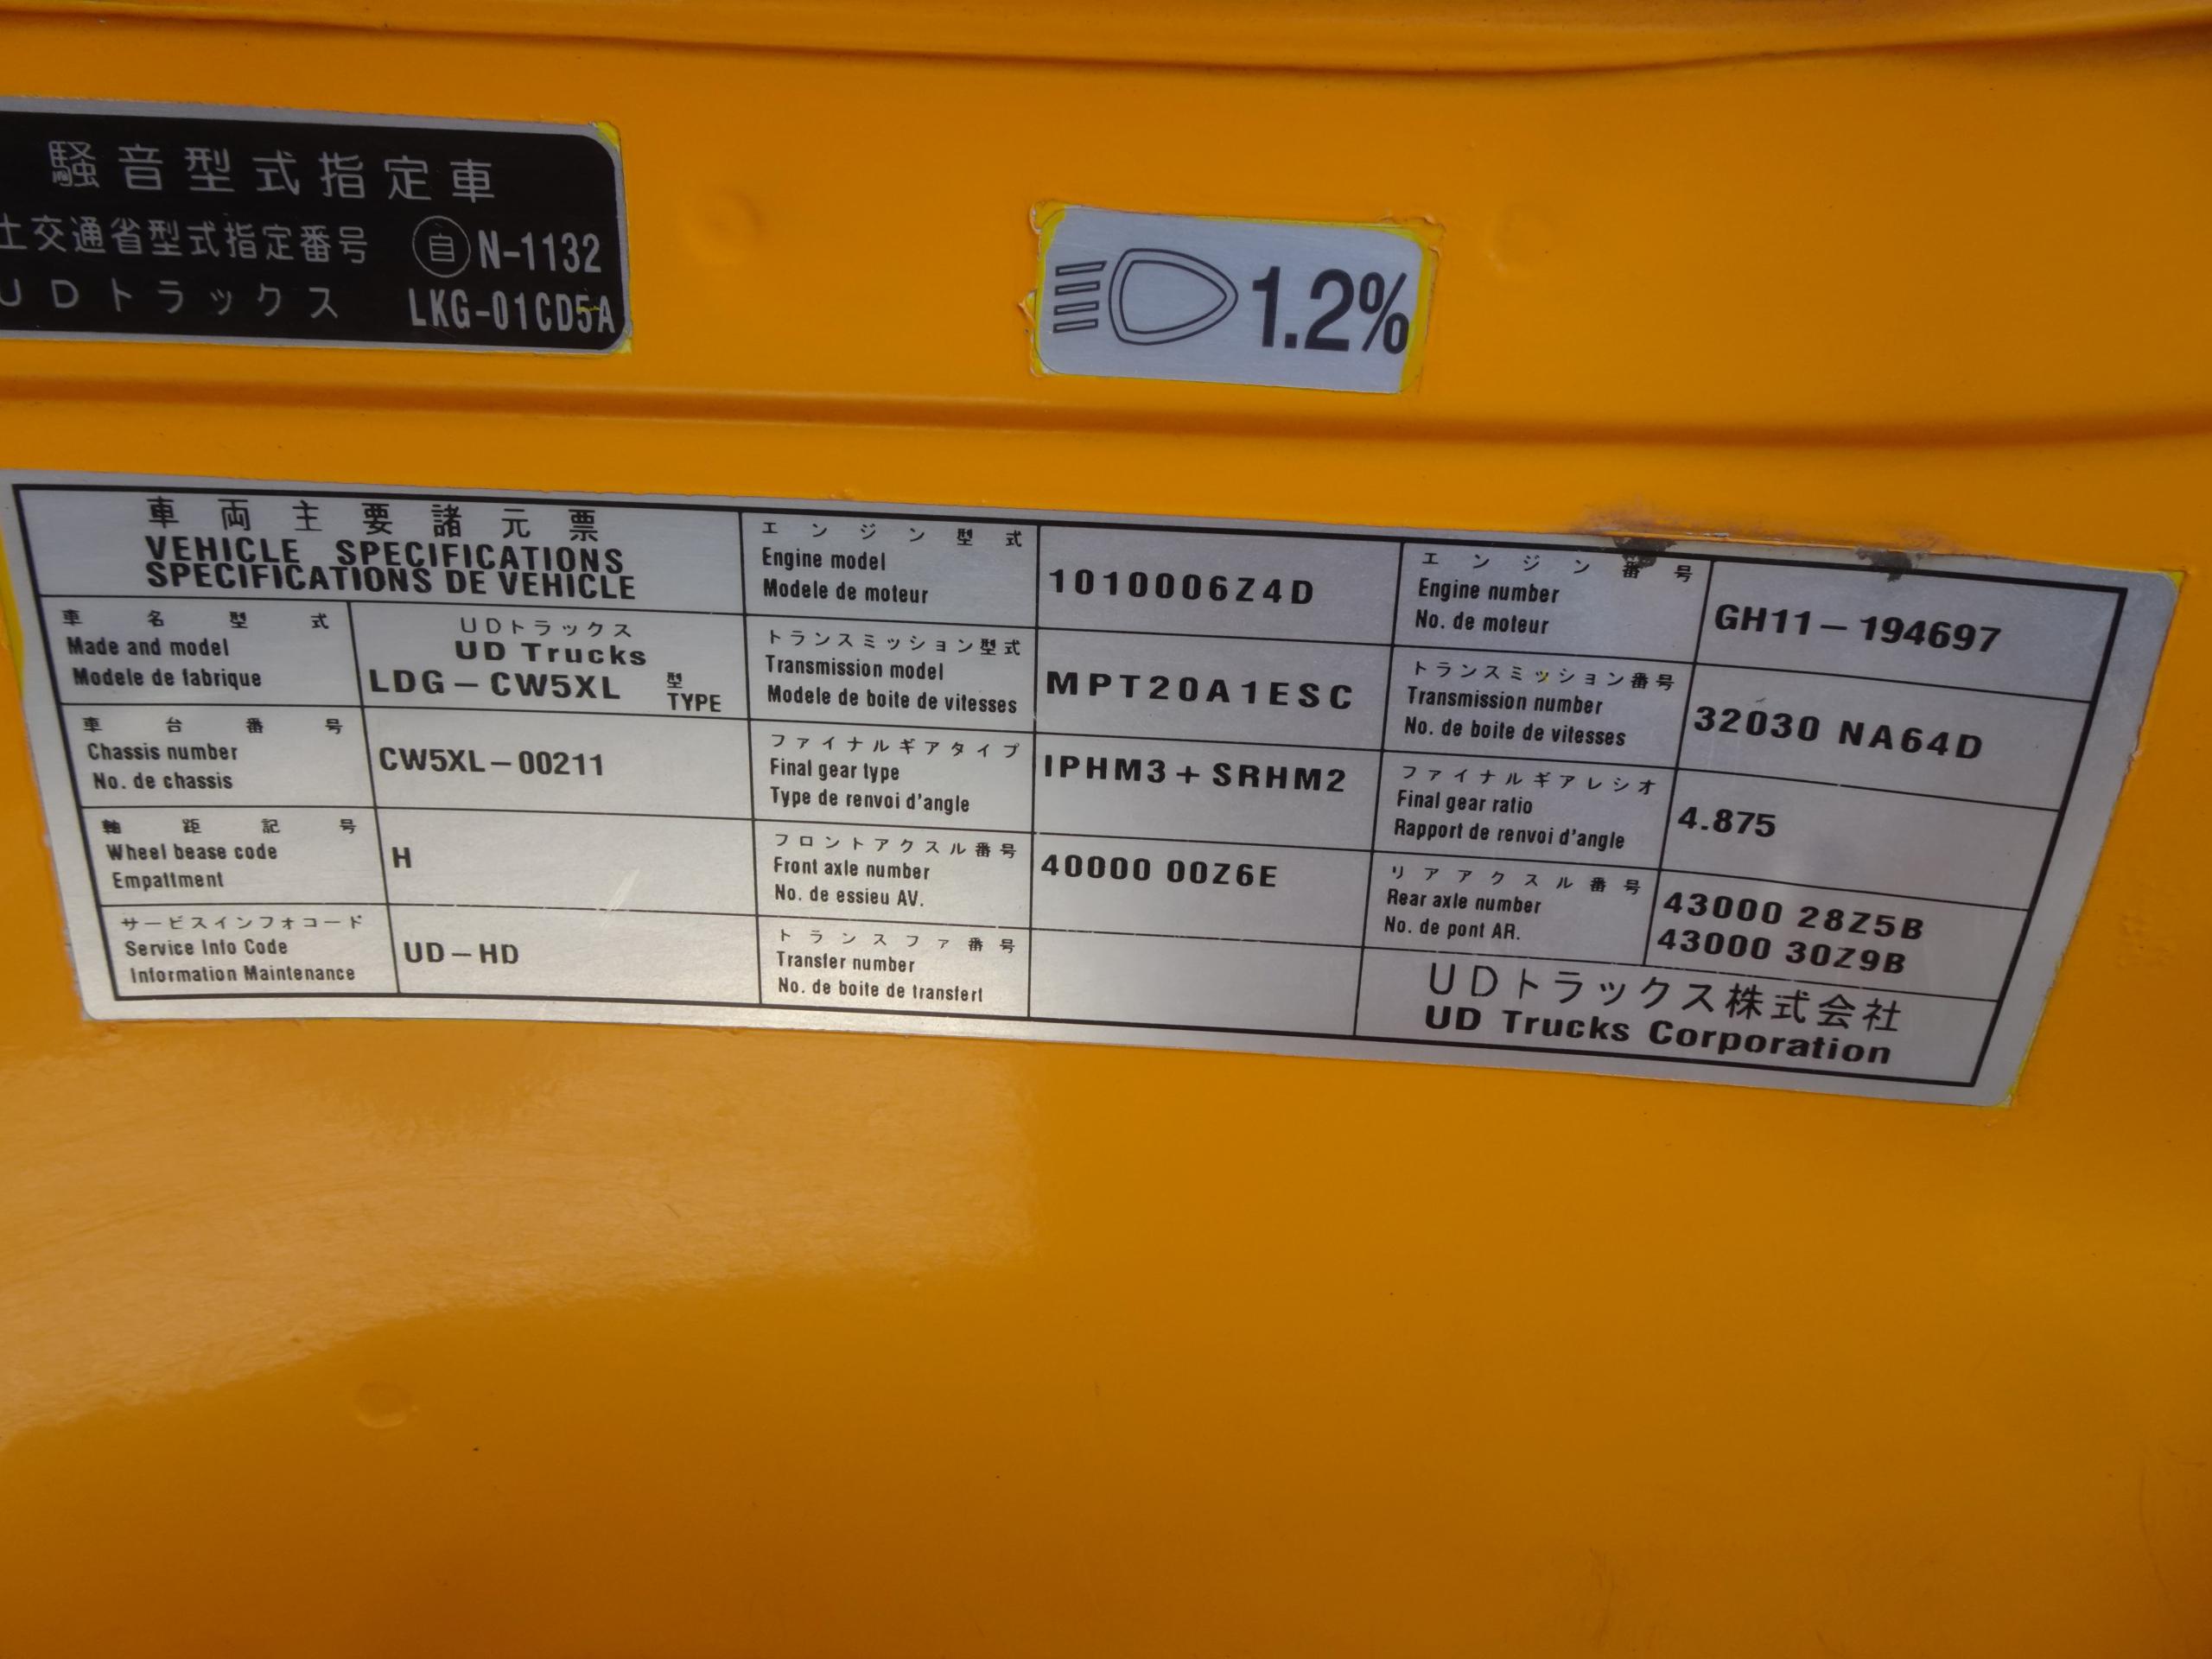 騒音型式指定車
土交通省型式指定番号 自 N-1132
UDトラックス LKG-01CD5A
1.2%
車両主要諸元票
VEHICLE SPECIFICATIONS
SPECIFICATIONS DE VEHICLE
車名型式
Made and model
Modele de fabrique
UDトラックス
UD Trucks
LDG-CW5XL 型
TYPE
車台番号
Chassis number
No. de chassis
CW5XL-00211
軸距記号
Wheel bease code
Empattment
H
サービスインフォコード
Service Info Code
Information Maintenance
UD-HD
エンジン型式
Engine model
Modele de moteur
1010006Z4D
トランスミッション型式
Transmission model
Modele de boite de vitesses
MPT20A1ESC
ファイナルギアタイプ
Final gear type
Type de renvoi d'angle
IPHM3+SRHM2
フロントアクスル番号
Front axle number
No. de essieu AV.
40000 00Z6E
トランスファ番号
Transfer number
No. de boite de transfert
エンジン番号
Engine number
No. de moteur
GH11-194697
トランスミッション番号
Transmission number
No. de boite de vitesses
32030 NA64D
ファイナルギアレシオ
Final gear ratio
Rapport de renvoi d'angle
4.875
リアアクスル番号
Rear axle number
No. de pont AR.
43000 28Z5B
43000 30Z9B
UDトラックス株式会社
UD Trucks Corporation